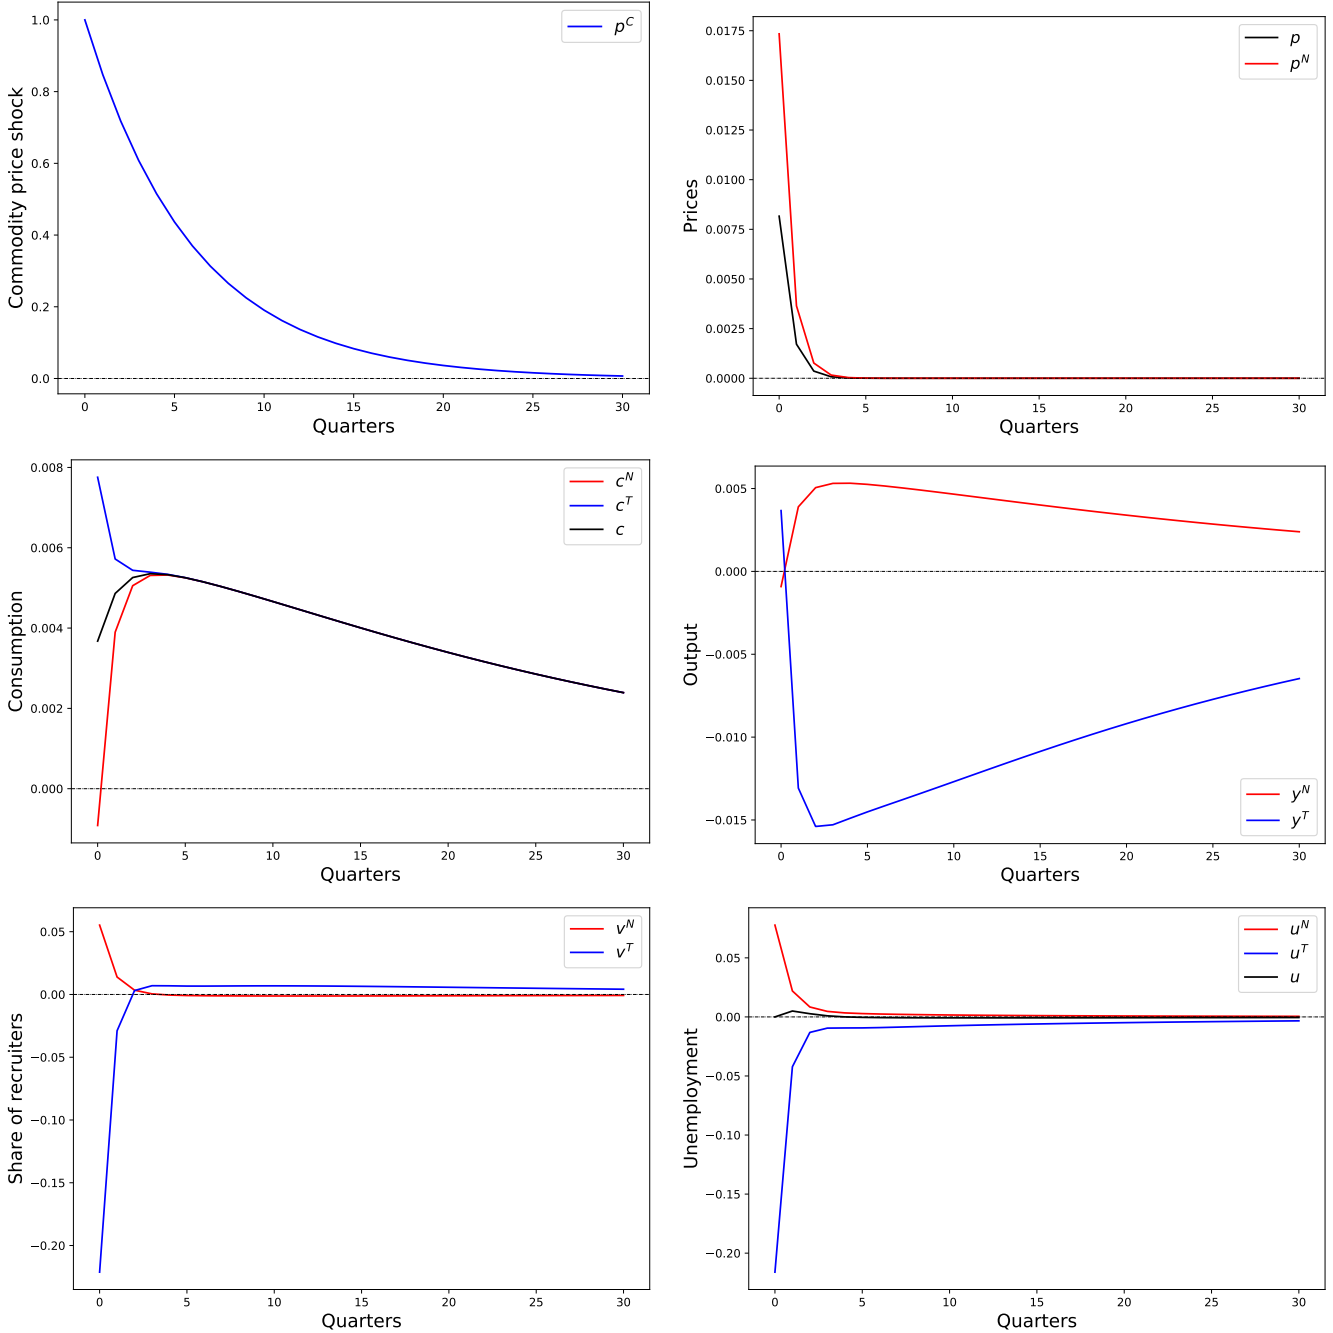 1.0
0.8
0.6
0.4
0.2
0.0
Commodity price shock
p^C
0 5 10 15 20 25 30
Quarters
0.0175
0.0150
0.0125
0.0100
0.0075
0.0050
0.0025
0.0000
Prices
p
p^N
0 5 10 15 20 25 30
Quarters
0.008
0.006
0.004
0.002
0.000
Consumption
c^N
c^T
c
0 5 10 15 20 25 30
Quarters
0.005
0.000
−0.005
−0.010
−0.015
Output
y^N
y^T
0 5 10 15 20 25 30
Quarters
0.05
0.00
−0.05
−0.10
−0.15
−0.20
Share of recruiters
v^N
v^T
0 5 10 15 20 25 30
Quarters
0.05
0.00
−0.05
−0.10
−0.15
−0.20
Unemployment
u^N
u^T
u
0 5 10 15 20 25 30
Quarters